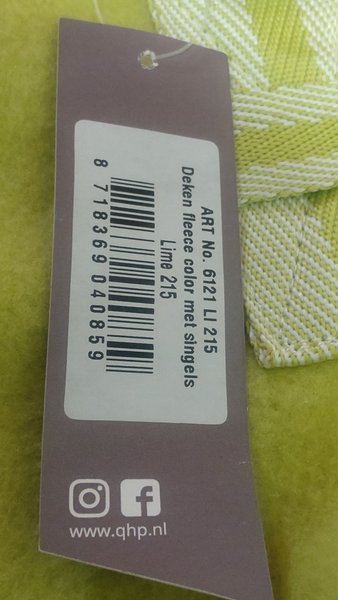 ART No. 6121 LI 215
Deken fleece color met singels
Lime 215
8 718369 040859
www.qhp.nl